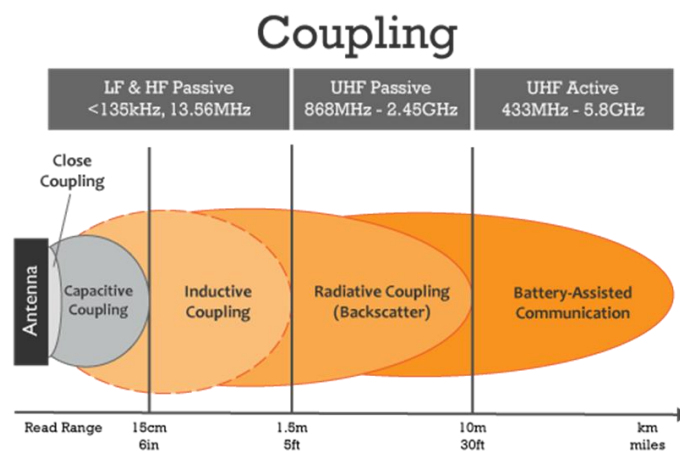 Coupling
LF & HF Passive
<135kHz, 13.56MHz
UHF Passive
868MHz - 2.45GHz
UHF Active
433MHz - 5.8GHz
Close
Coupling
Antenna
Capacitive
Coupling
Inductive
Coupling
Radiative Coupling
(Backscatter)
Battery-Assisted
Communication
Read Range
15cm
6in
1.5m
5ft
10m
30ft
km
miles